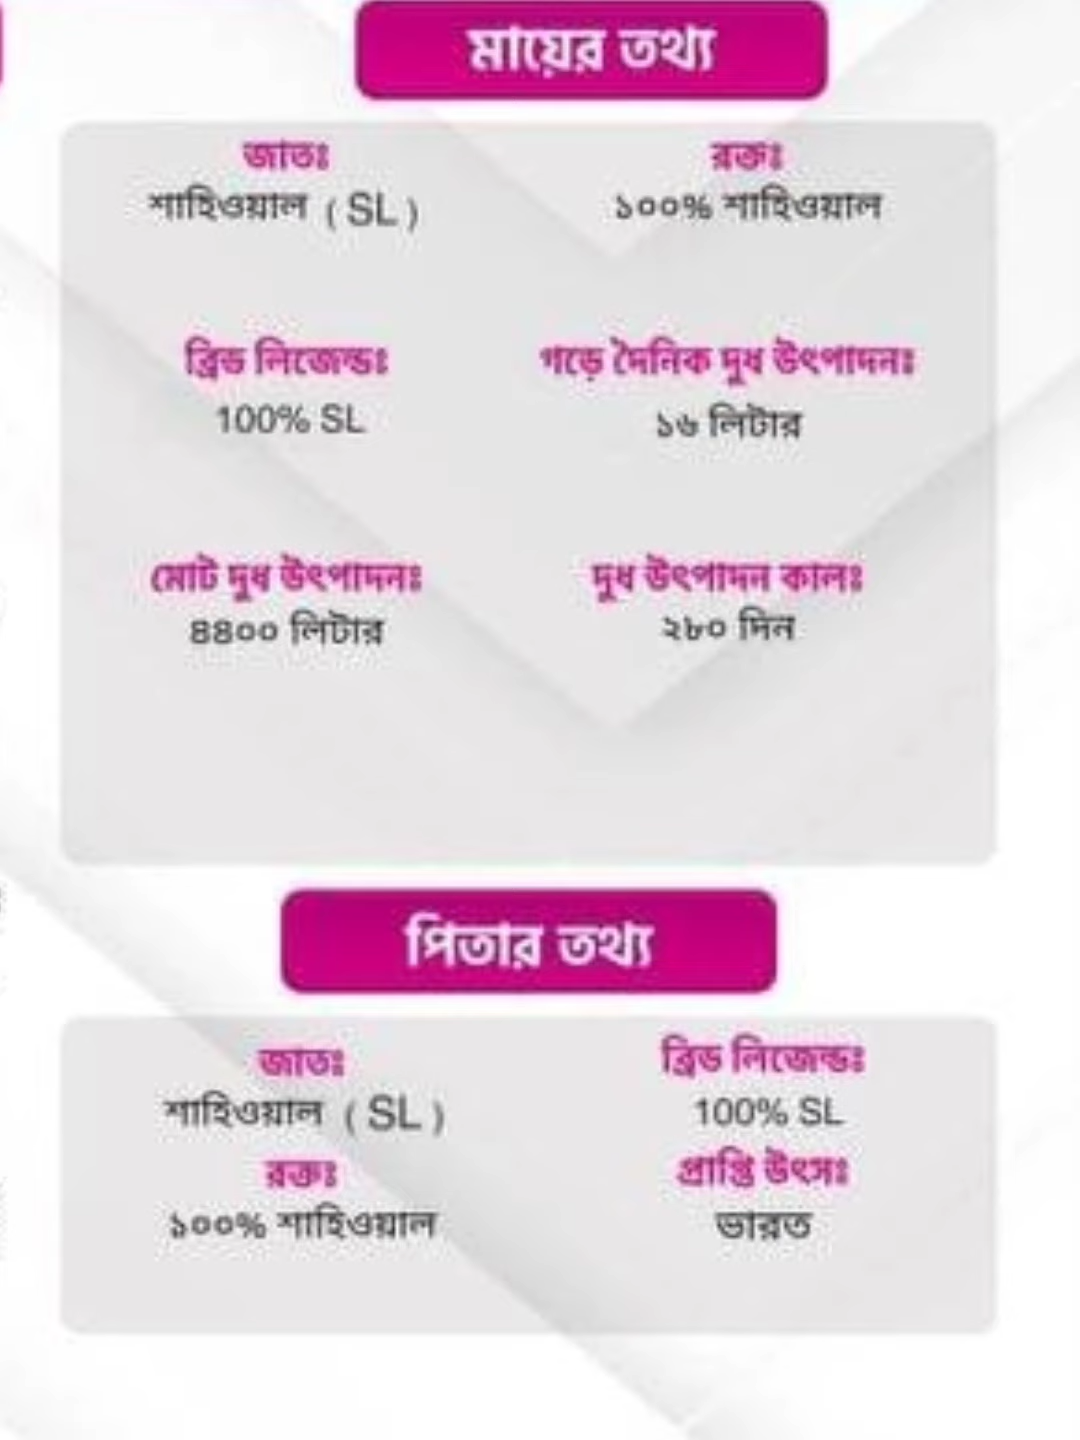 মায়ের তথ্য
জাতঃ
শাহিওয়াল ( SL )
রক্তঃ
১০০% শাহিওয়াল
ব্রিড লিজেন্ডঃ
100% SL
গড়ে দৈনিক দুধ উৎপাদনঃ
১৬ লিটার
মোট দুধ উৎপাদনঃ
৪৪০০ লিটার
দুধ উৎপাদন কালঃ
২৮০ দিন
পিতার তথ্য
জাতঃ
শাহিওয়াল ( SL )
রক্তঃ
১০০% শাহিওয়াল
ব্রিড লিজেন্ডঃ
100% SL
প্রাপ্তি উৎসঃ
ভারত